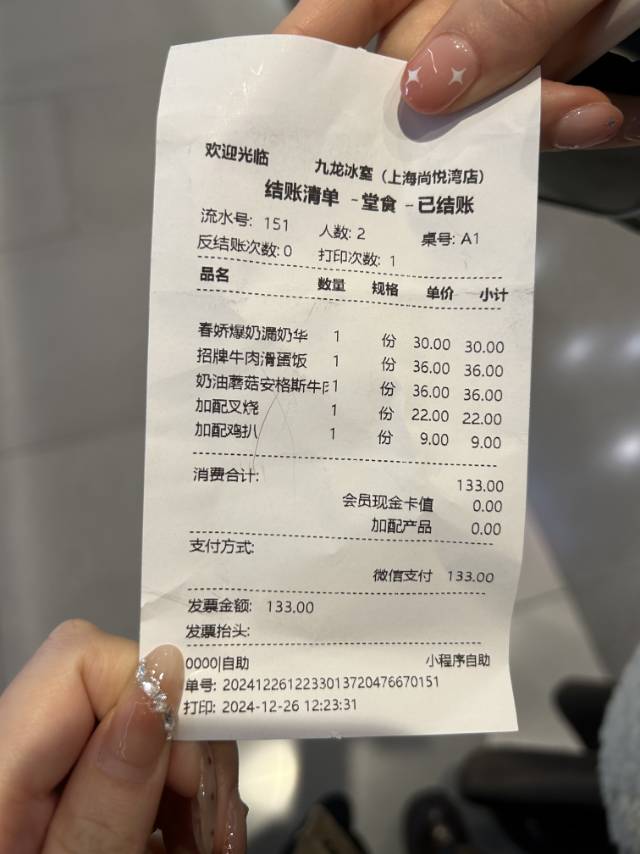 欢迎光临 九龙冰室（上海尚悦湾店）
结账清单 -堂食-已结账
流水号: 151 人数: 2 桌号: A1
反结账次数: 0 打印次数: 1
品名 数量 规格 单价 小计
春娇爆奶漏奶华 1 份 30.00 30.00
招牌牛肉滑蛋饭 1 份 36.00 36.00
奶油蘑菇安格斯牛 1 份 36.00 36.00
加配叉烧 1 份 22.00 22.00
加配鸡扒 1 份 9.00 9.00
消费合计: 133.00
会员现金卡值 0.00
加配产品 0.00
支付方式:
微信支付 133.00
发票金额: 133.00
发票抬头:
0000|自助 小程序自助
单号: 20241226122330137204766​70151
打印: 2024-12-26 12:23:31